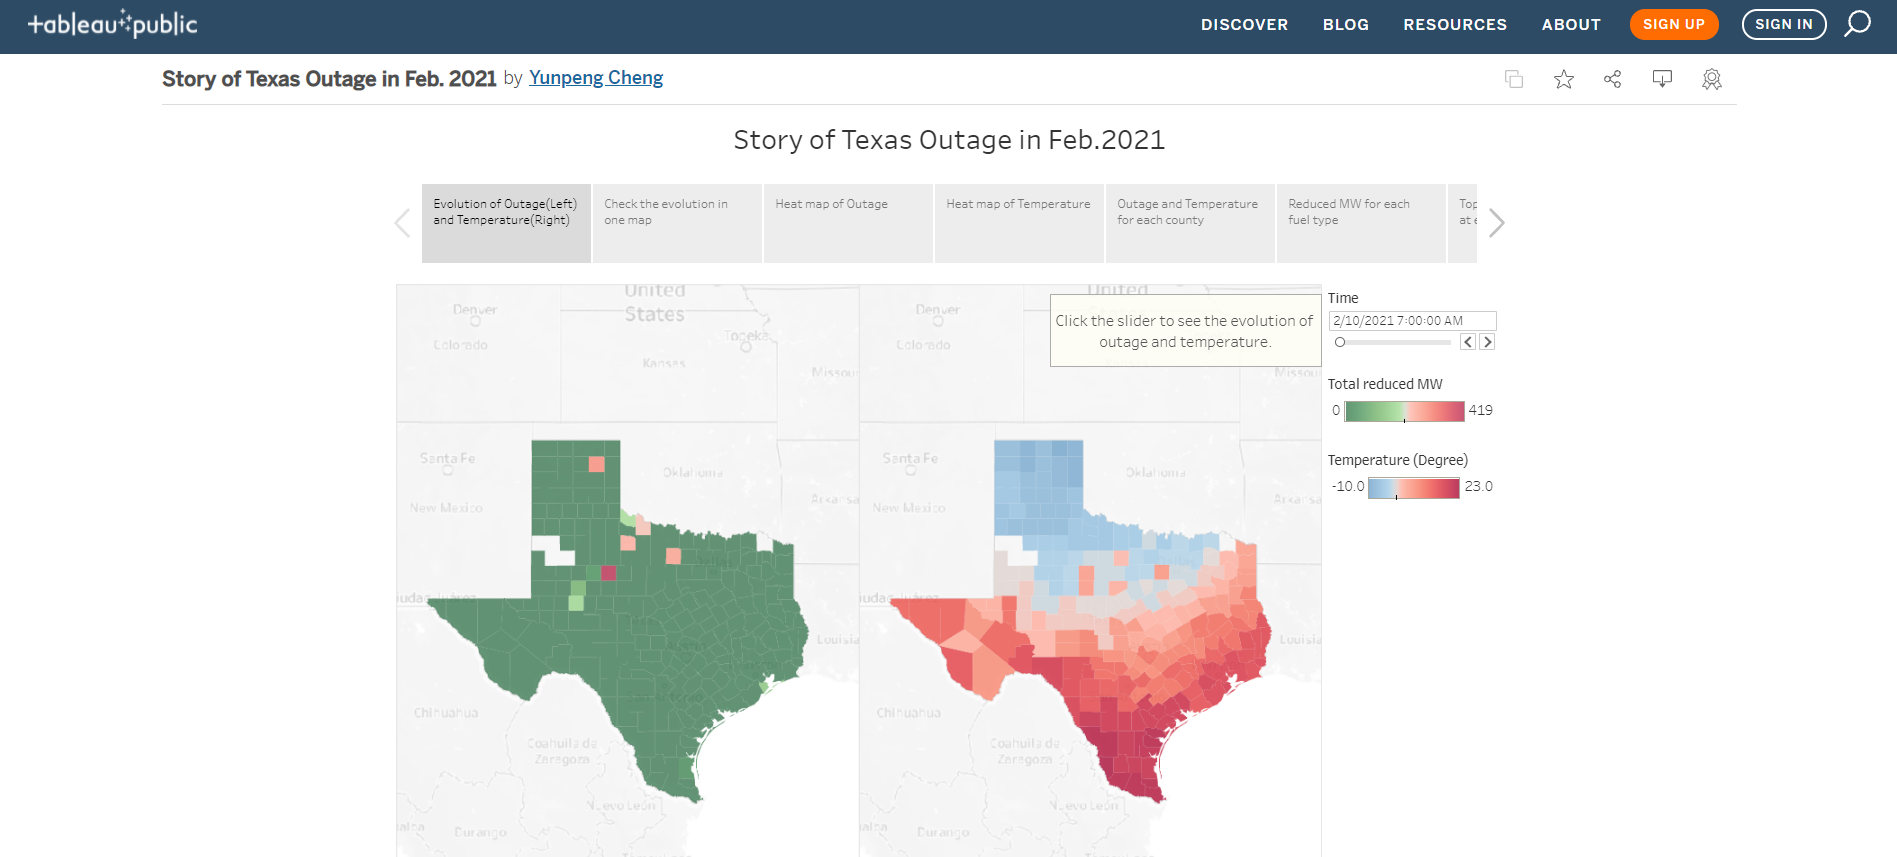 tableau public
DISCOVER
BLOG
RESOURCES
ABOUT
SIGN UP
SIGN IN
Story of Texas Outage in Feb. 2021 by Yunpeng Cheng
Story of Texas Outage in Feb.2021
Evolution of Outage(Left)
and Temperature(Right)
Check the evolution in
one map
Heat map of Outage
Heat map of Temperature
Outage and Temperature
for each county
Reduced MW for each
fuel type
Top
at e
United
States
Denver
Colorado
Topeka
Kansas
Missou
Santa Fe
New Mexico
Oklahoma
Arkansa
Louisia
Chihuahua
Coahuila de
Zaragoza
Nuevo León
Durango
United
Denver
Colorado
Missou
Santa Fe
New Mexico
Oklahoma
Arkansa
Louisia
Chihuahua
Coahuila de
Zaragoza
Nuevo León
Durango
Click the slider to see the evolution of
outage and temperature.
Time
2/10/2021 7:00:00 AM
Total reduced MW
0
419
Temperature (Degree)
-10.0
23.0